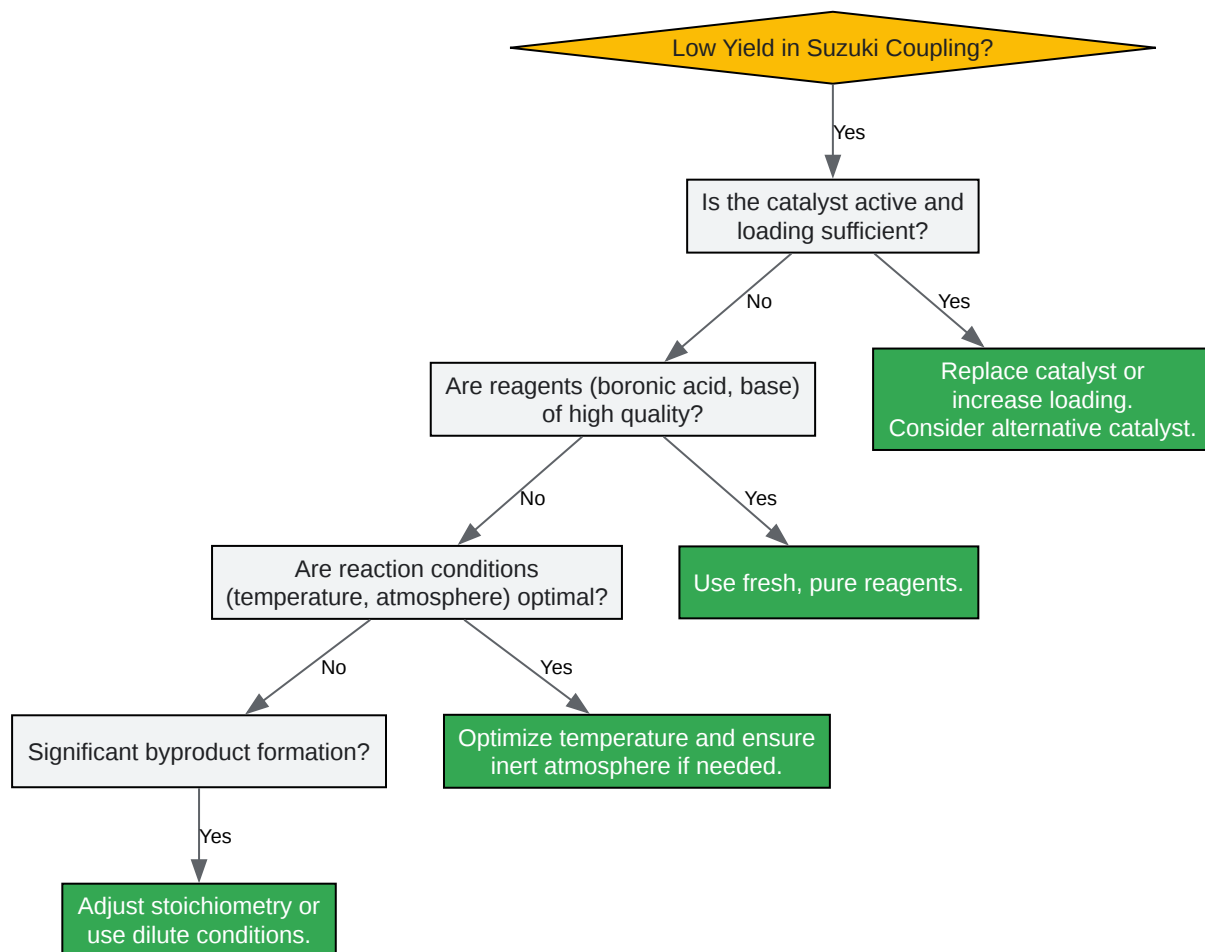 Low Yield in Suzuki Coupling?
Yes
Is the catalyst active and
loading sufficient?
No
Yes
Are reagents (boronic acid, base)
of high quality?
Replace catalyst or
increase loading.
Consider alternative catalyst.
No
Yes
Are reaction conditions
(temperature, atmosphere) optimal?
Use fresh, pure reagents.
No
Yes
Significant byproduct formation?
Optimize temperature and ensure
inert atmosphere if needed.
Yes
Adjust stoichiometry or
use dilute conditions.